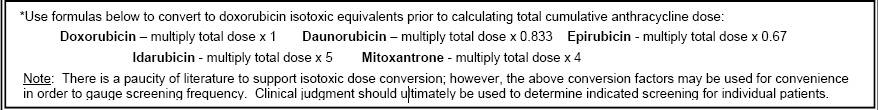 *Use formulas below to convert to doxorubicin isotoxic equivalents prior to calculating total cumulative anthracycline dose:
Doxorubicin – multiply total dose x 1 Daunorubicin – multiply total dose x 0.833 Epirubicin - multiply total dose x 0.67
Idarubicin - multiply total dose x 5 Mitoxantrone - multiply total dose x 4
Note: There is a paucity of literature to support isotoxic dose conversion; however, the above conversion factors may be used for convenience
in order to gauge screening frequency. Clinical judgment should ultimately be used to determine indicated screening for individual patients.